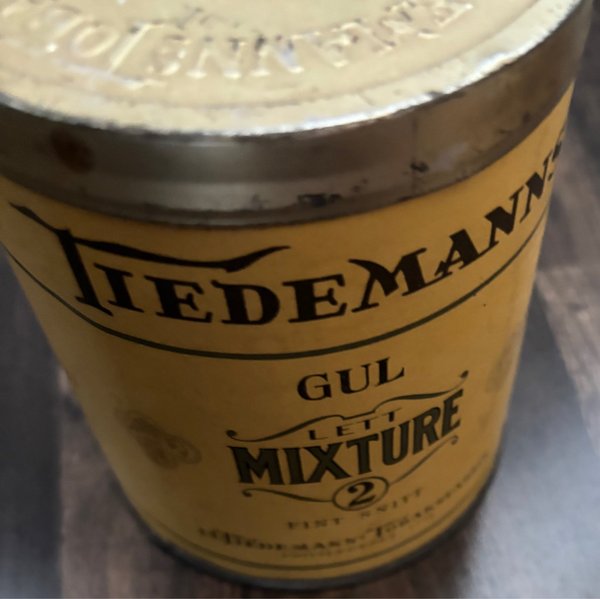 TIEDEMANNS
GUL
LETT
MIXTURE
2
FINT SNITT